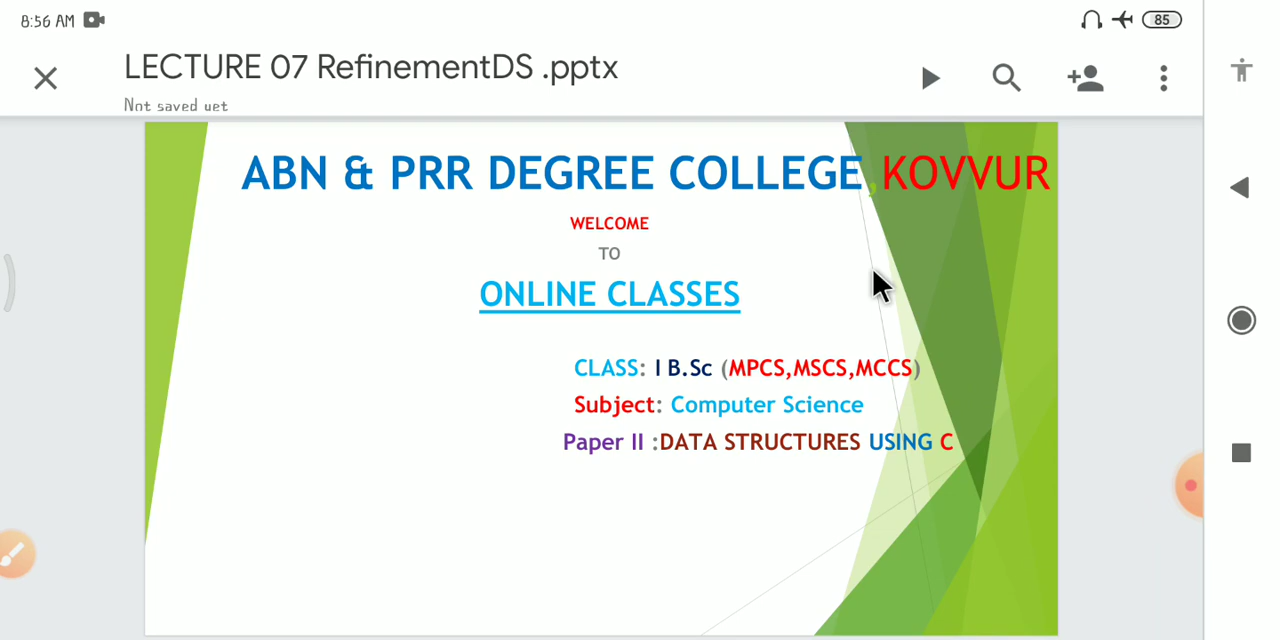 8:56 AM
85
LECTURE 07 RefinementDS .pptx
Not saved yet
ABN & PRR DEGREE COLLEGE,KOVVUR
WELCOME
TO
ONLINE CLASSES
CLASS: I B.Sc (MPCS,MSCS,MCCS)
Subject: Computer Science
Paper II :DATA STRUCTURES USING C